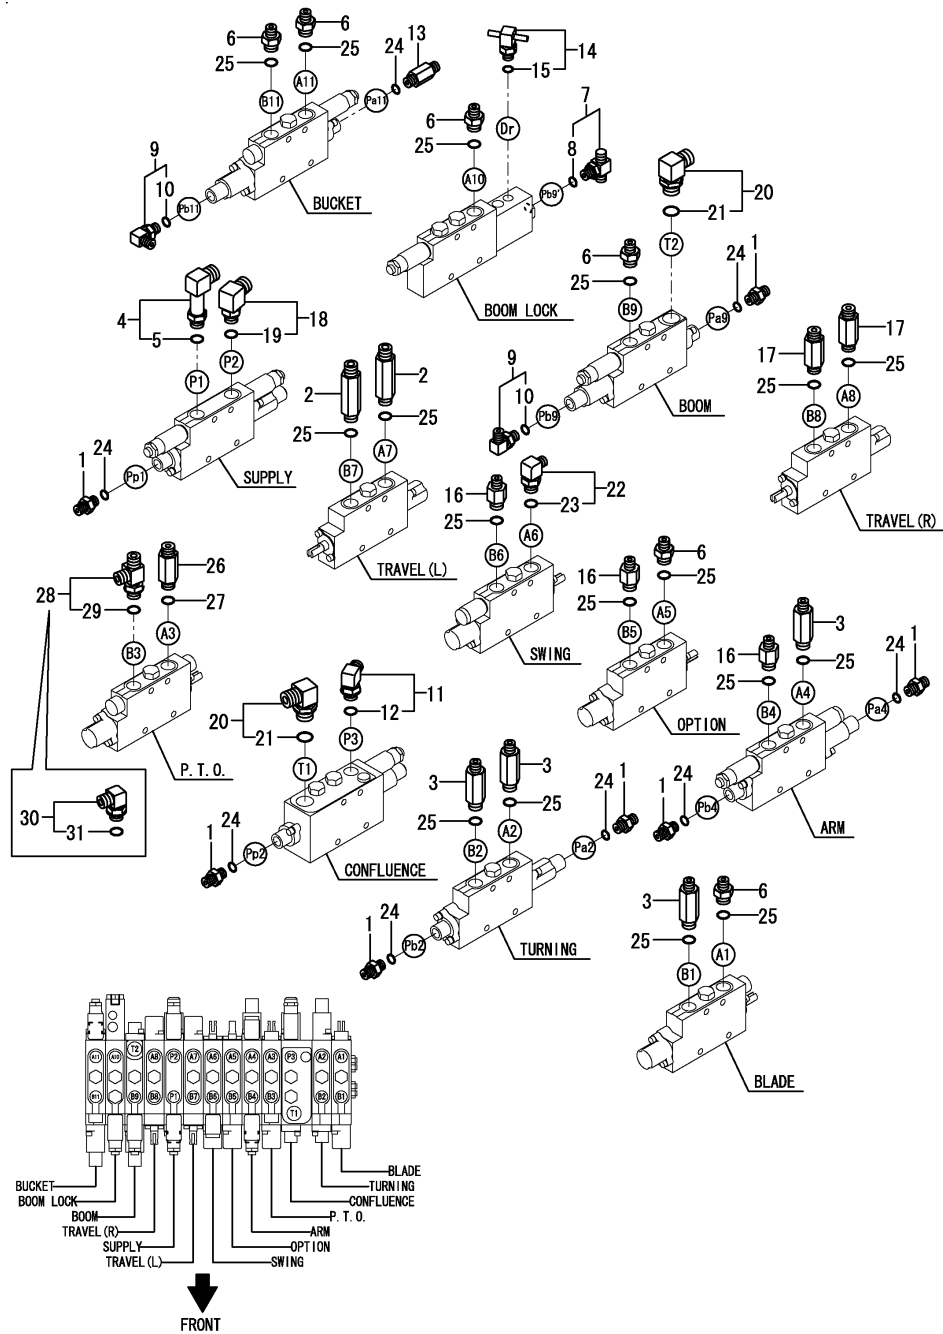 6 6 24 13
25 25
B11 A11 Pa11
9
10
Pb11
BUCKET
14
15
7
8
6
25
Dr
A10
Pb9'
BOOM LOCK
20
21
T2
6
25
B9
24 1
Pa9
9
10
Pb9
BOOM
4
5
18
19
P1 P2
1 24
Pp1
SUPPLY
2 2
25 25
B7 A7
TRAVEL(L)
17 17
25 25
B8 A8
TRAVEL(R)
16
25
22
23
B6 A6
SWING
16 6
25 25
B5 A5
OPTION
28
29
26
27
B3 A3
P.T.O.
30
31
20
21
11
12
T1 P3
1 24
Pp2
CONFLUENCE
16 3
25 25
B4 A4
24 1
Pa4
1 24
Pb4
ARM
3 3
25 25
B2 A2
24 1
Pa2
1 24
Pb2
TURNING
3 6
25 25
B1 A1
BLADE
A11 A10 T2 A8 P2 A7 A6 A5 A4 A3 P3 A2 A1
B11 B9 B8 P1 B7 B6 B5 B4 B3 T1 B2 B1
BLADE
BUCKET TURNING
BOOM LOCK CONFLUENCE
BOOM P.T.O.
TRAVEL(R) ARM
SUPPLY OPTION
TRAVEL(L) SWING
FRONT